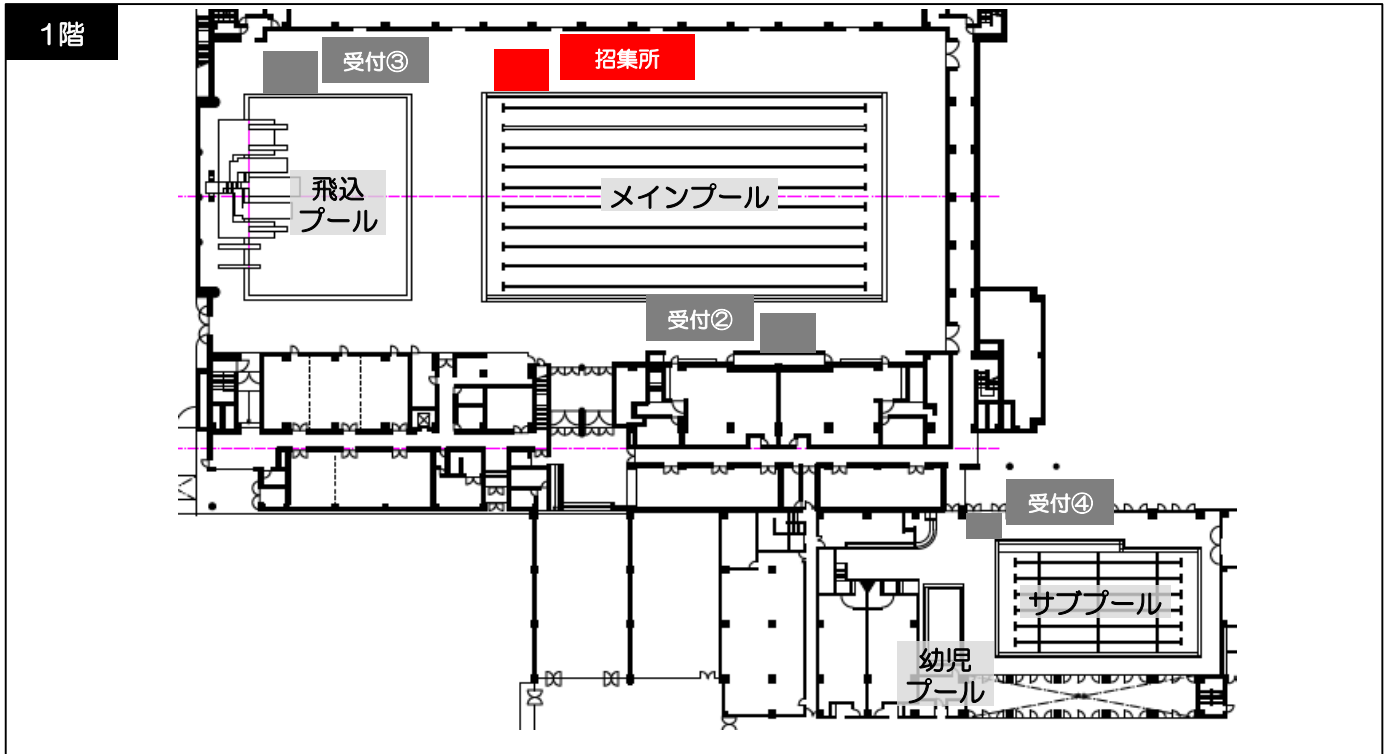 1階
受付③
招集所
飛込
プール
メインプール
受付②
受付④
サブプール
幼児
プール